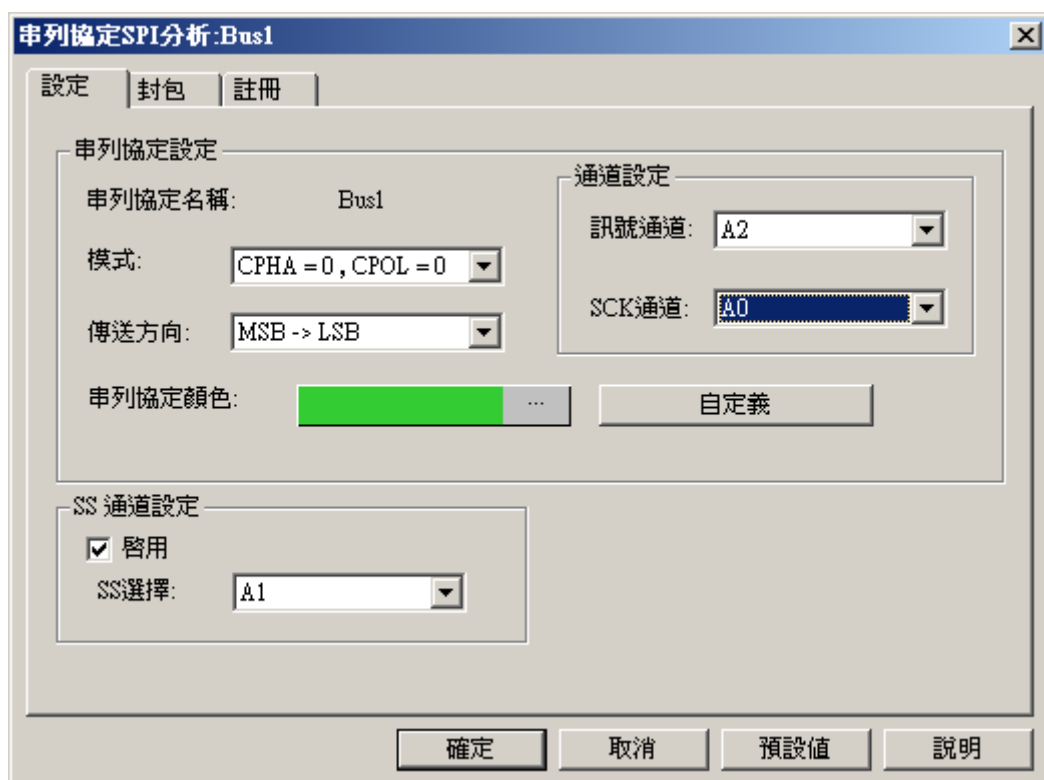 串列協定SPI分析:Bus1
設定
封包
註冊
串列協定設定
串列協定名稱:
Bus1
模式:
CPHA = 0 , CPOL = 0
傳送方向:
MSB -> LSB
串列協定顏色:
...
自定義
通道設定
訊號通道:
A2
SCK通道:
A0
SS 通道設定
啓用
SS選擇:
A1
確定
取消
預設值
說明